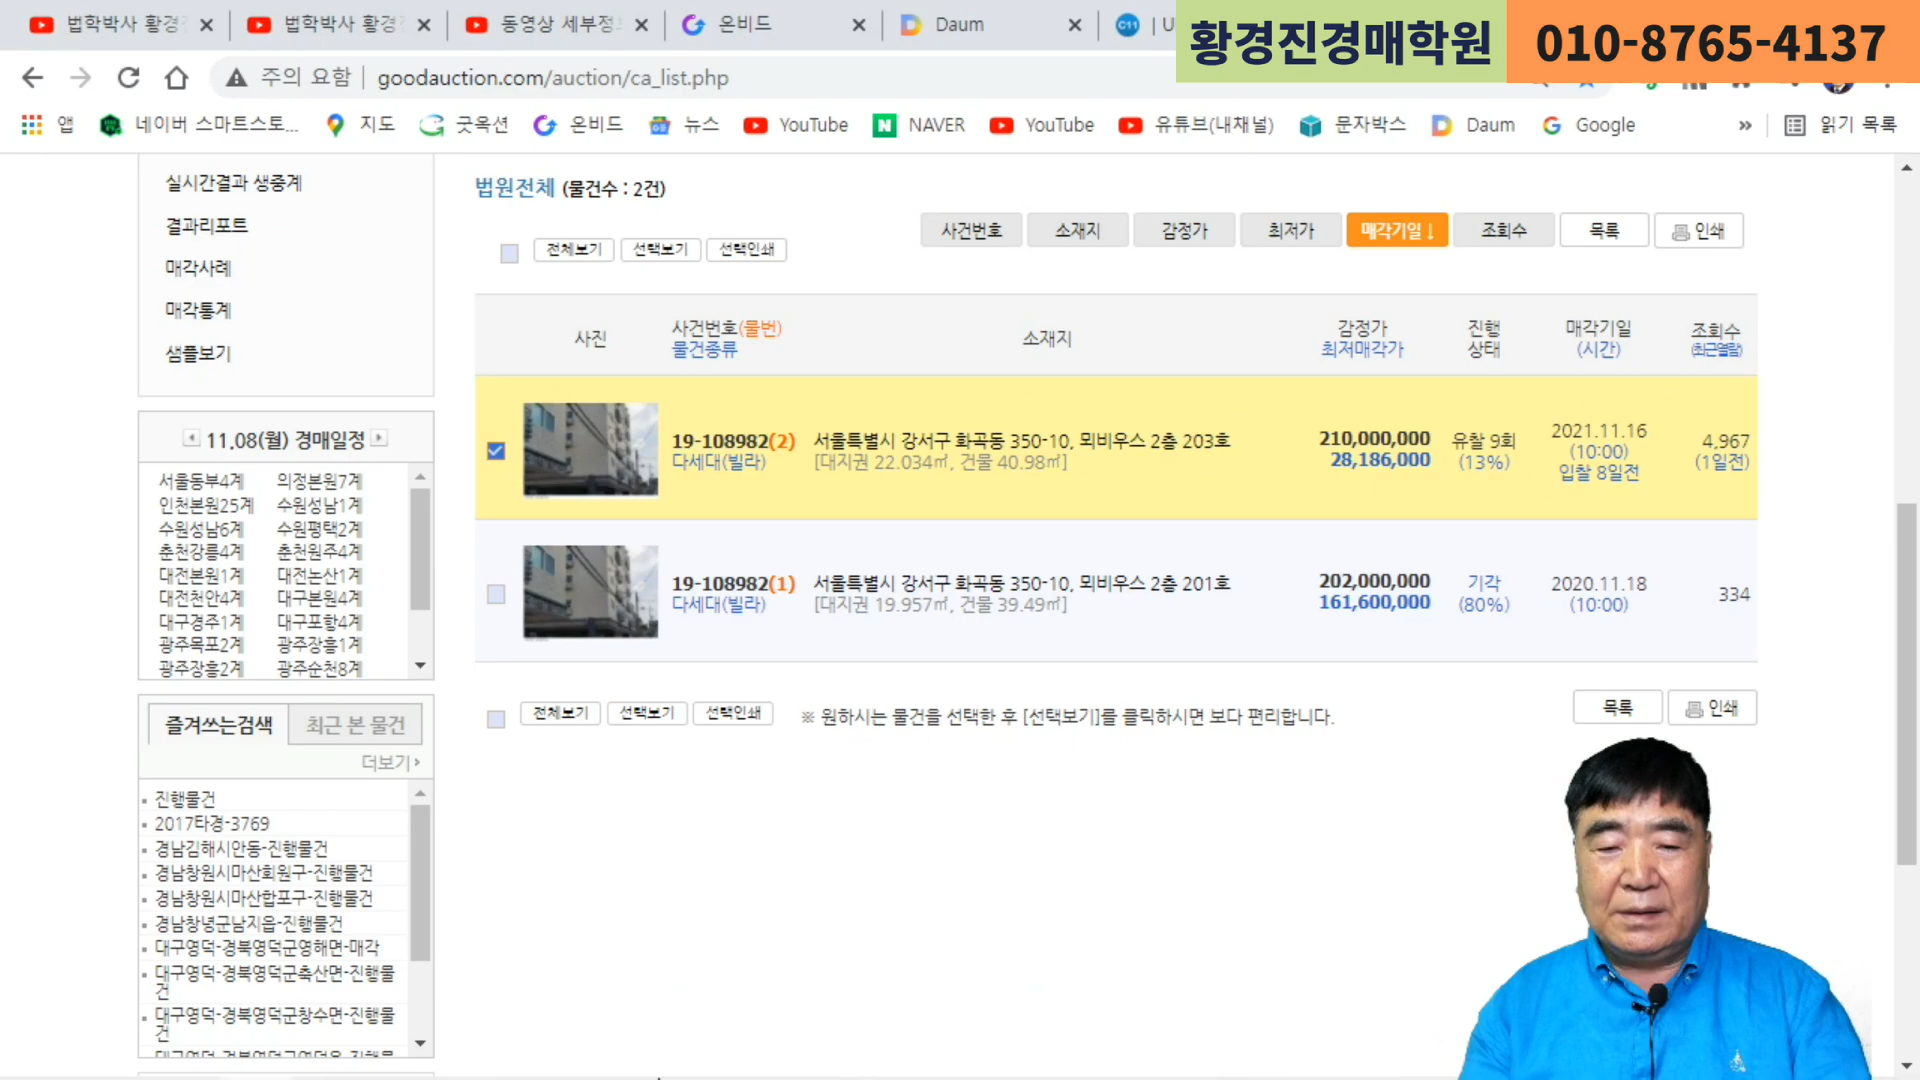 법학박사 황경
법학박사 황경
동영상 세부정
온비드
Daum
| U
황경진경매학원
010-8765-4137
주의 요함
goodauction.com/auction/ca_list.php
앱
네이버 스마트스토...
지도
굿옥션
온비드
뉴스
YouTube
NAVER
YouTube
유튜브(내채널)
문자박스
Daum
Google
»
읽기 목록
실시간결과 생중계
결과리포트
매각사례
매각통계
샘플보기
11.08(월) 경매일정
서울동부4계 의정본원7계
인천본원25계 수원성남1계
수원성남6계 수원평택2계
춘천강릉4계 춘천원주4계
대전본원1계 대전논산1계
대전천안4계 대구본원4계
대구경주1계 대구포항4계
광주목포2계 광주장흥1계
광주장흥2계 광주순천8계
즐겨쓰는검색 최근 본 물건
더보기
진행물건
2017타경-3769
경남김해시안동-진행물건
경남창원시마산회원구-진행물건
경남창원시마산합포구-진행물건
경남창녕군남지읍-진행물건
대구영덕-경북영덕군영해면-매각
대구영덕-경북영덕군축산면-진행물
건
대구영덕-경북영덕군창수면-진행물
건
법원전체 (물건수 : 2건)
전체보기 선택보기 선택인쇄
사건번호 소재지 감정가 최저가 매각기일↓ 조회수 목록 인쇄
사진
사건번호(물번)
물건종류
소재지
감정가
최저매각가
진행
상태
매각기일
(시간)
조회수
(최근열람)
19-108982(2)
다세대(빌라)
서울특별시 강서구 화곡동 350-10, 뫼비우스 2층 203호
[대지권 22.034㎡, 건물 40.98㎡]
210,000,000
28,186,000
유찰 9회
(13%)
2021.11.16
(10:00)
입찰 8일전
4,967
(1일전)
19-108982(1)
다세대(빌라)
서울특별시 강서구 화곡동 350-10, 뫼비우스 2층 201호
[대지권 19.957㎡, 건물 39.49㎡]
202,000,000
161,600,000
기각
(80%)
2020.11.18
(10:00)
334
전체보기 선택보기 선택인쇄
※ 원하시는 물건을 선택한 후 [선택보기]를 클릭하시면 보다 편리합니다.
목록 인쇄